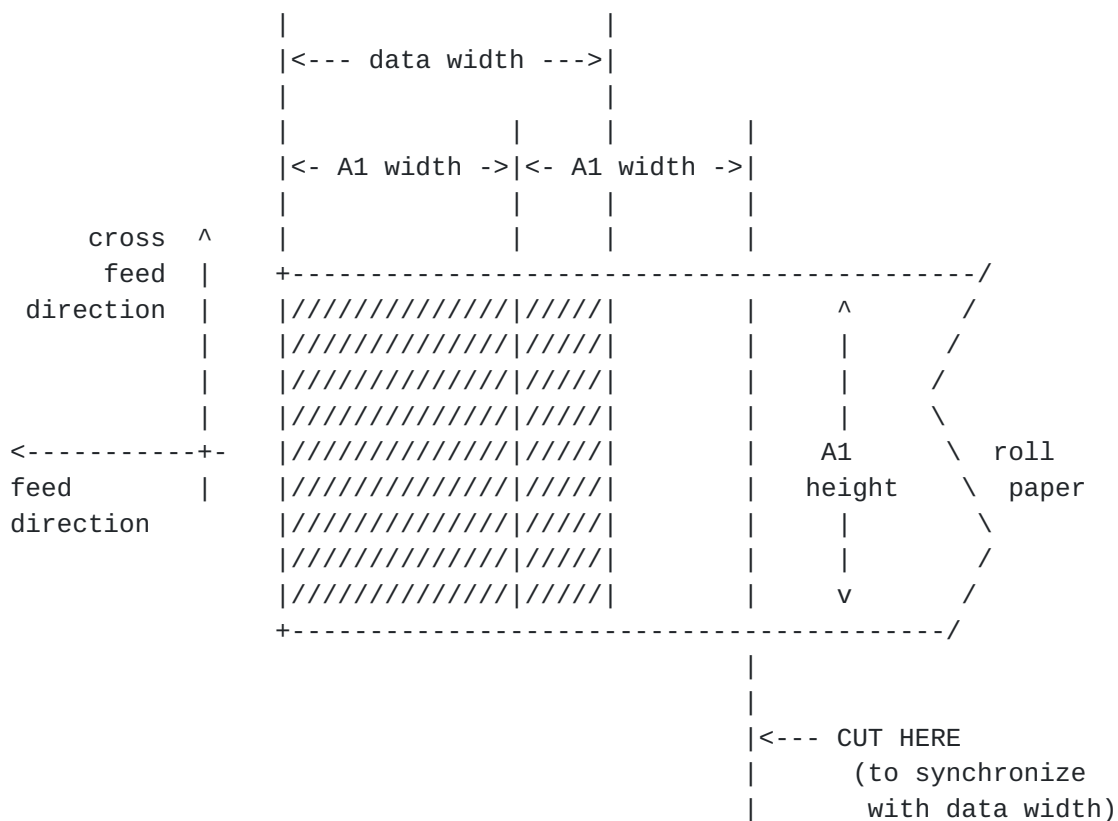 |                    |
|<--- data width --->|
|                    |
|              |     |        |
|<- A1 width ->|<- A1 width ->|
|              |     |        |
cross  ^    |              |     |        |
feed  |    +--------------------------------------------/
direction  |    |//////////////|/////|        |     ^       /
|    |//////////////|/////|        |     |      /
|    |//////////////|/////|        |     |     /
|    |//////////////|/////|        |     |     \
<-----------+-   |//////////////|/////|        |    A1      \  roll
feed        |    |//////////////|/////|        |   height    \  paper
direction        |//////////////|/////|        |     |        \
|//////////////|/////|        |     |        /
|//////////////|/////|        |     v       /
+------------------------------------------/
|
|
|<--- CUT HERE
|      (to synchronize
|       with data width)